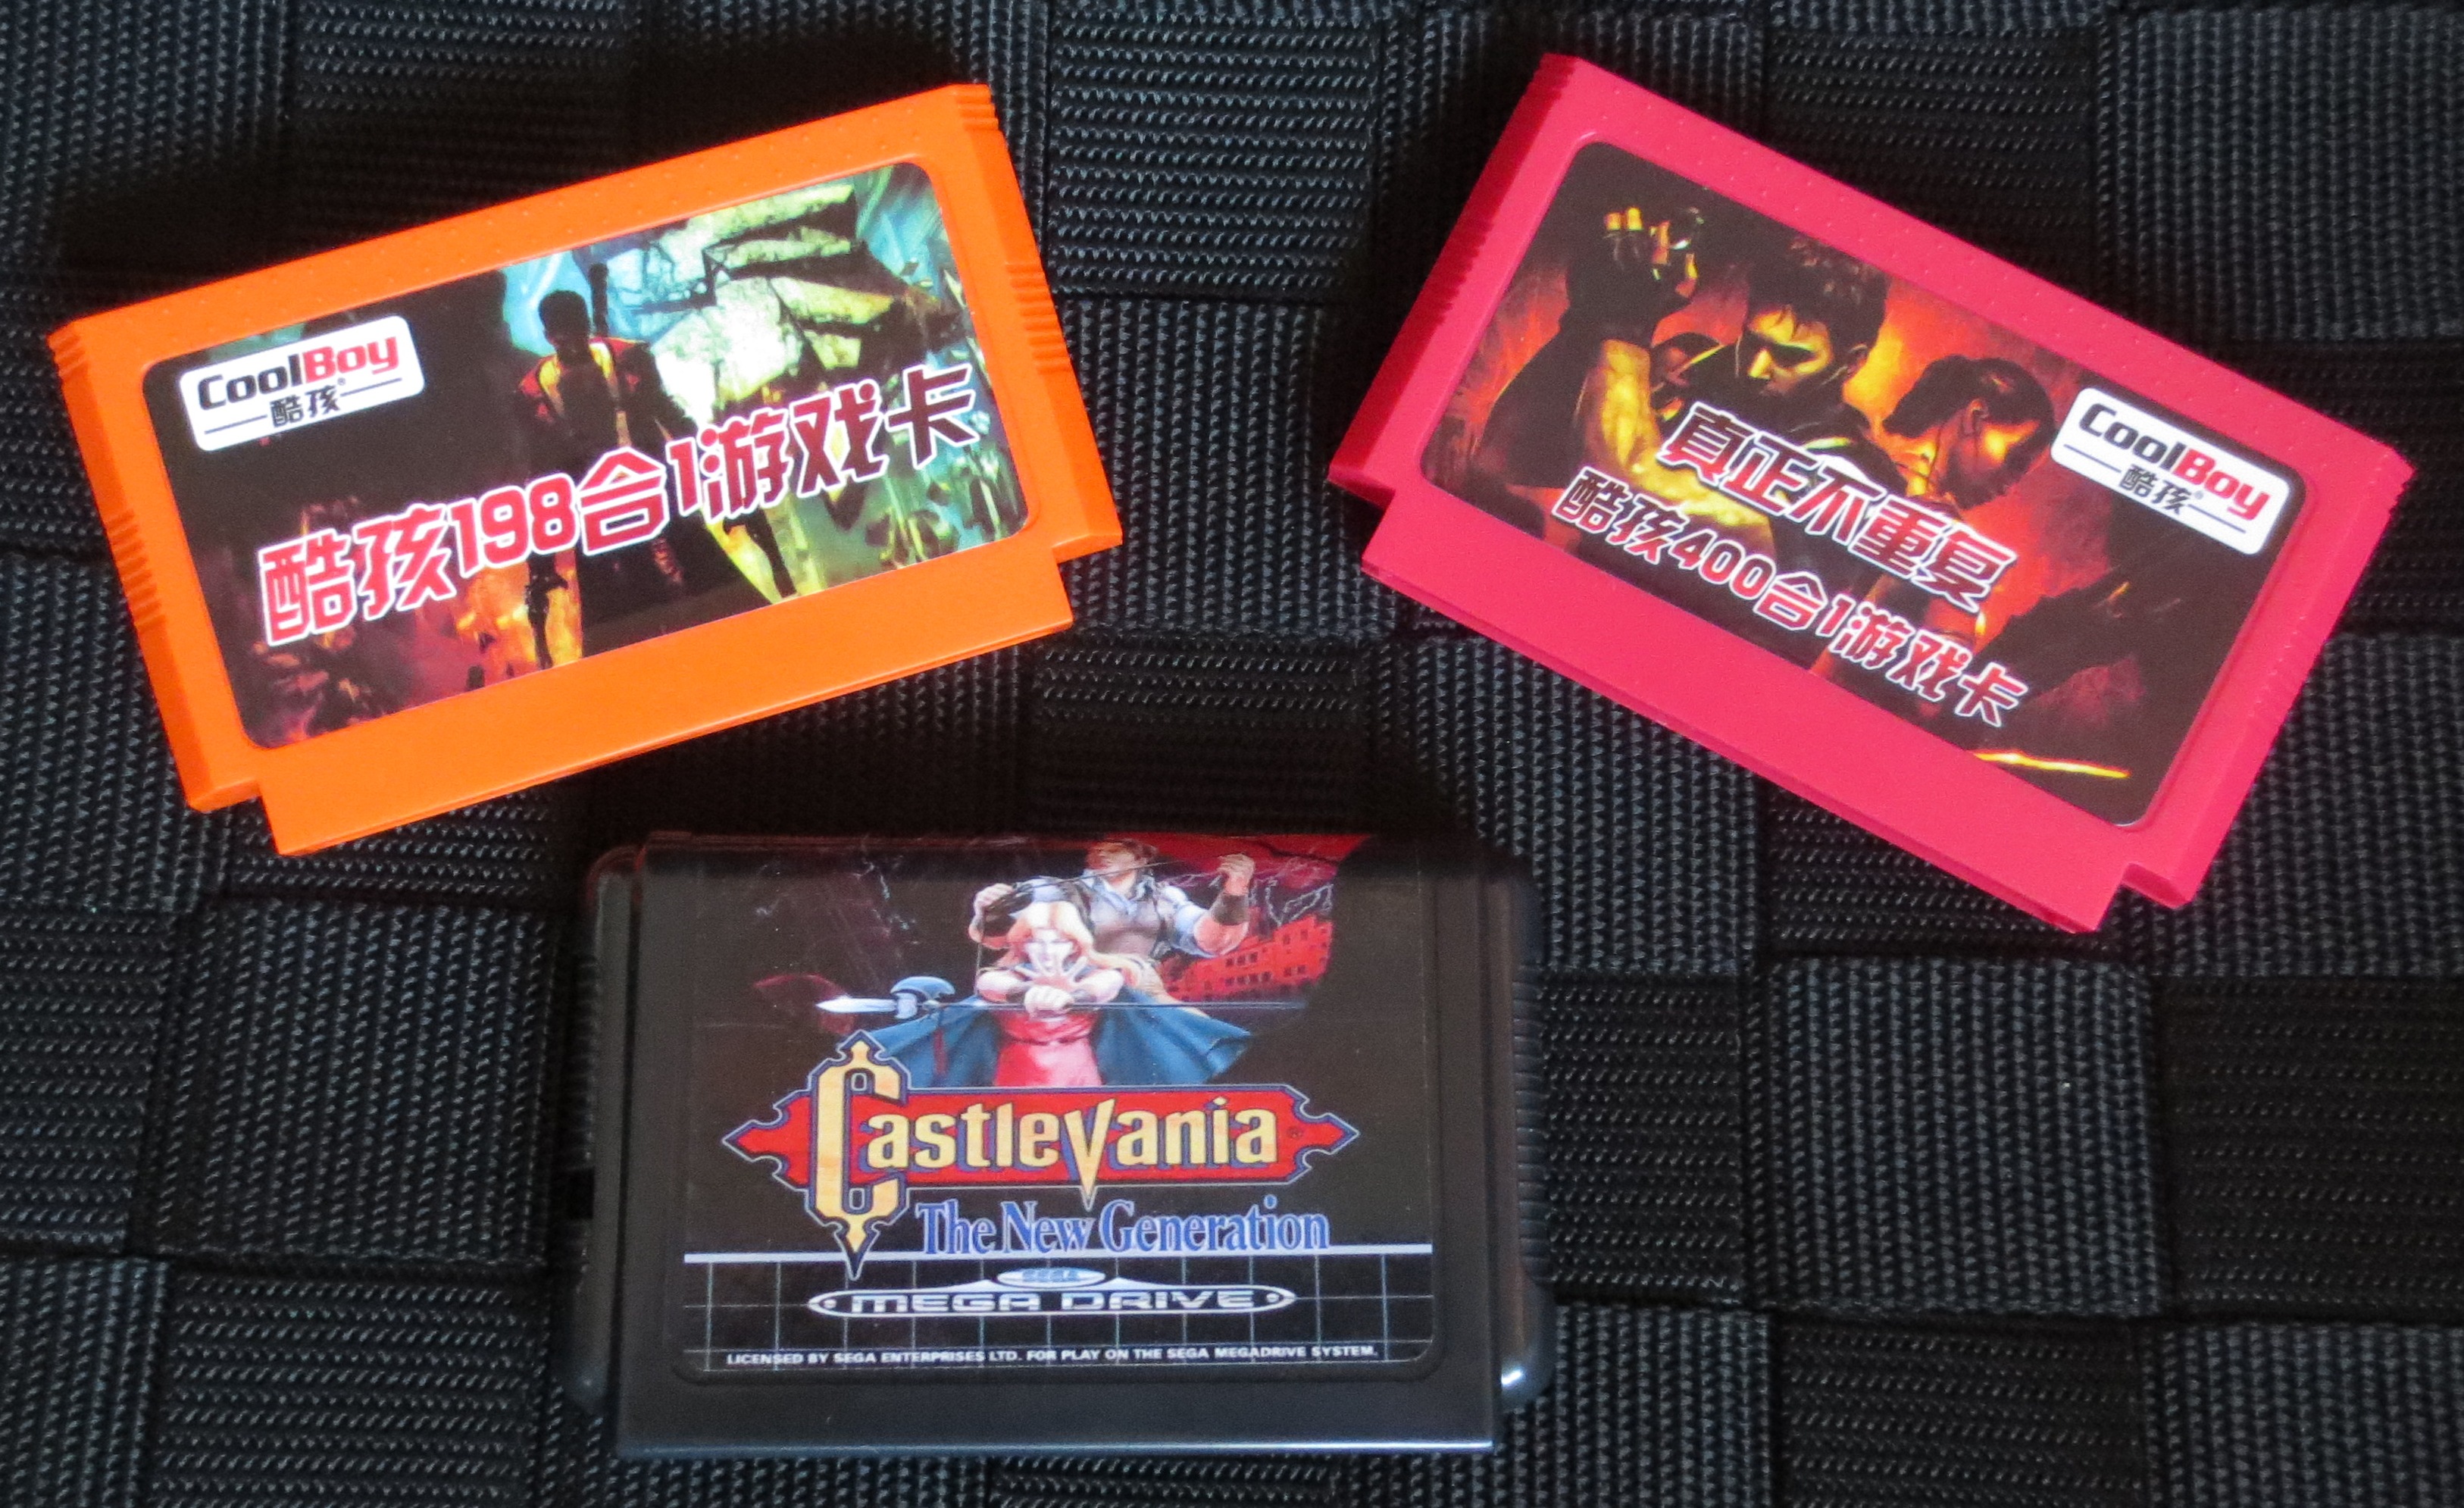 CoolBoy
酷孩®
酷孩198合1游戏卡
CoolBoy
酷孩®
真正不重复
酷孩400合1游戏卡
Castlevania®
The New Generation
SEGA
MEGA DRIVE
LICENSED BY SEGA ENTERPRISES LTD. FOR PLAY ON THE SEGA MEGADRIVE SYSTEM.